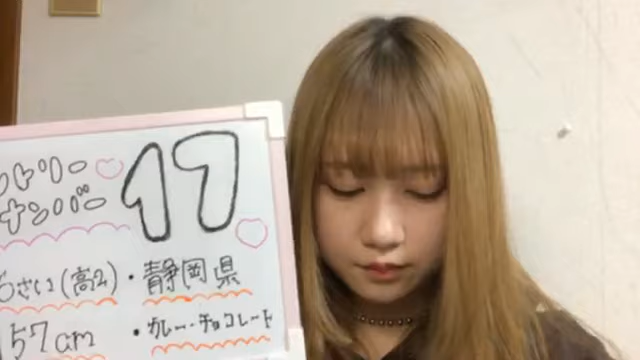 ントリー
ナンバー 17
さい(高2)・静岡県
57cm ・カレー・チョコレート